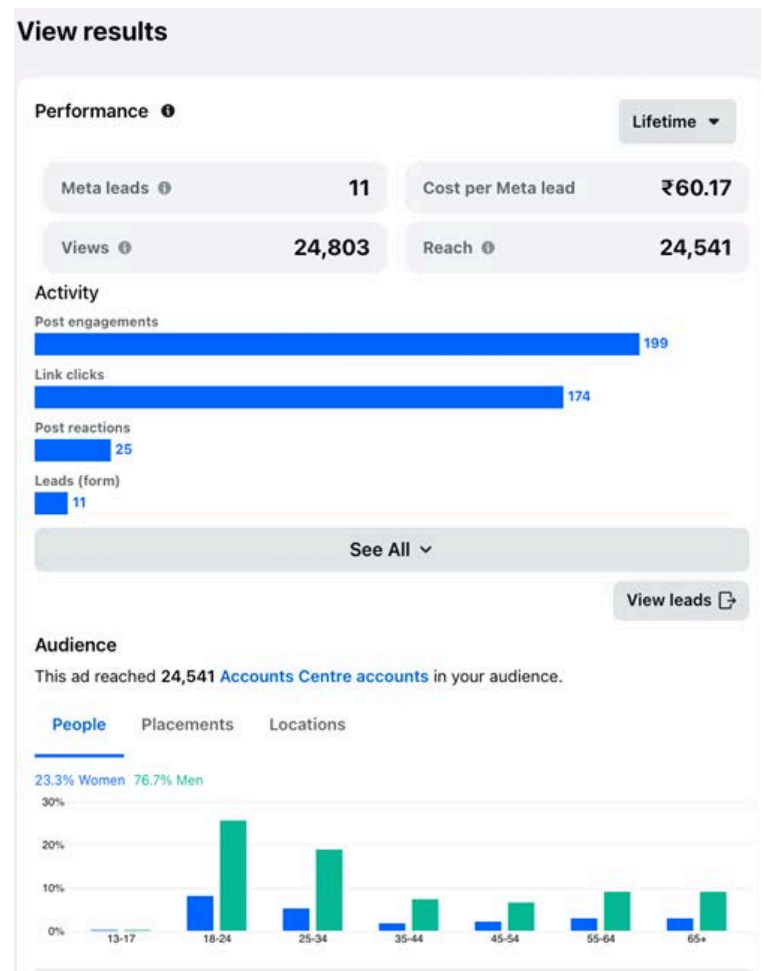 View results
Performance
Lifetime
Meta leads 11 Cost per Meta lead ₹60.17
Views 24,803 Reach 24,541
Activity
Post engagements
199
Link clicks
174
Post reactions
25
Leads (form)
11
See All
View leads
Audience
This ad reached 24,541 Accounts Centre accounts in your audience.
People Placements Locations
23.3% Women 76.7% Men
30%
20%
10%
0%
13-17 18-24 25-34 35-44 45-54 55-64 65+